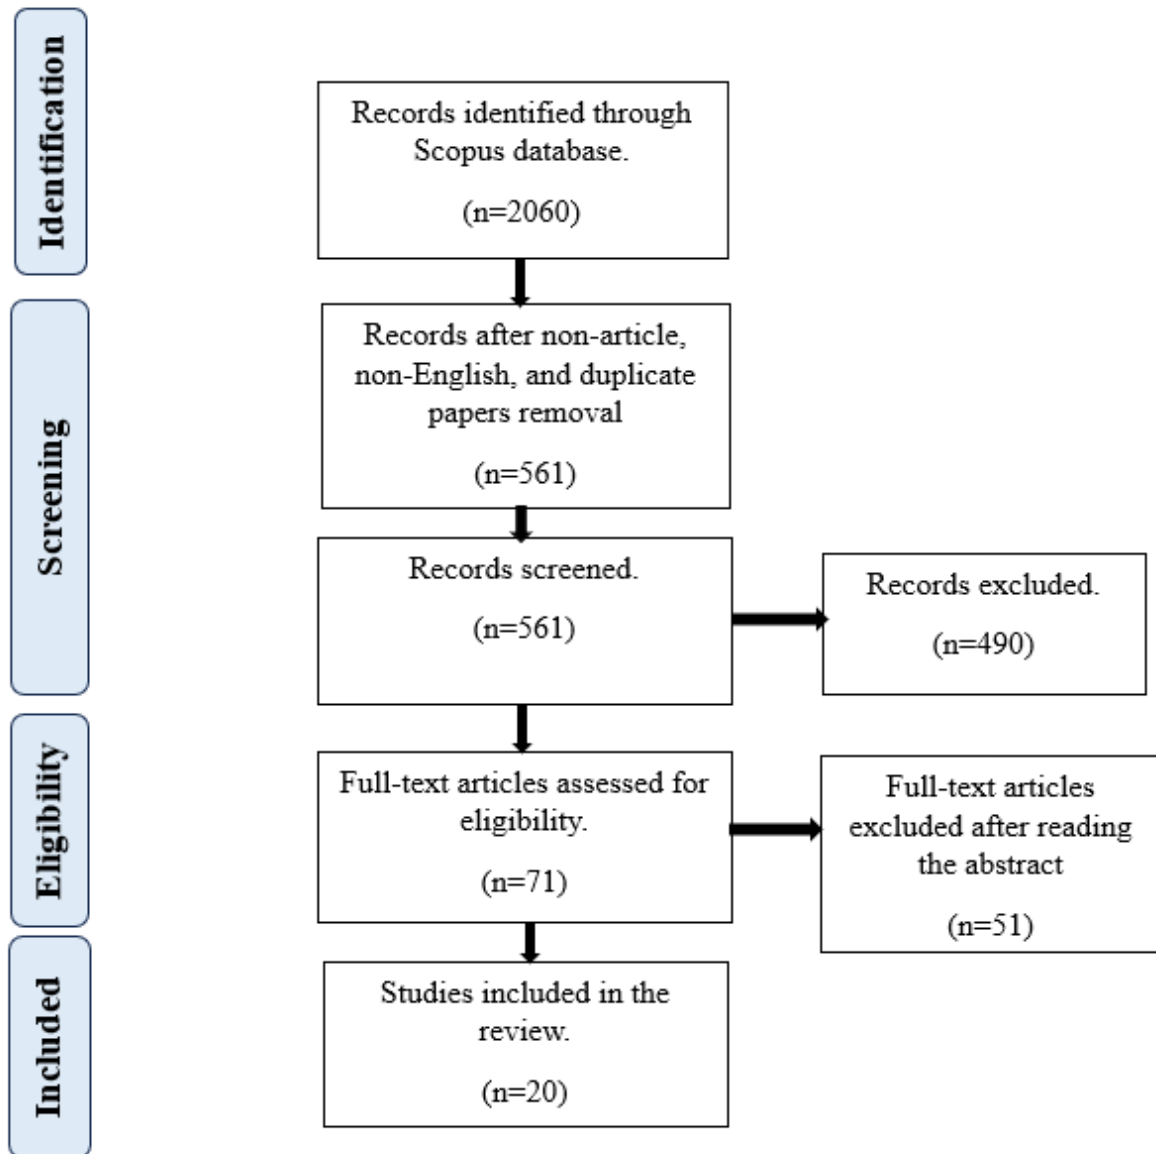 Identification
Records identified through
Scopus database.
(n=2060)
Screening
Records after non-article,
non-English, and duplicate
papers removal
(n=561)
Records screened.
(n=561)
Records excluded.
(n=490)
Eligibility
Full-text articles assessed for
eligibility.
(n=71)
Full-text articles
excluded after reading
the abstract
(n=51)
Included
Studies included in the
review.
(n=20)